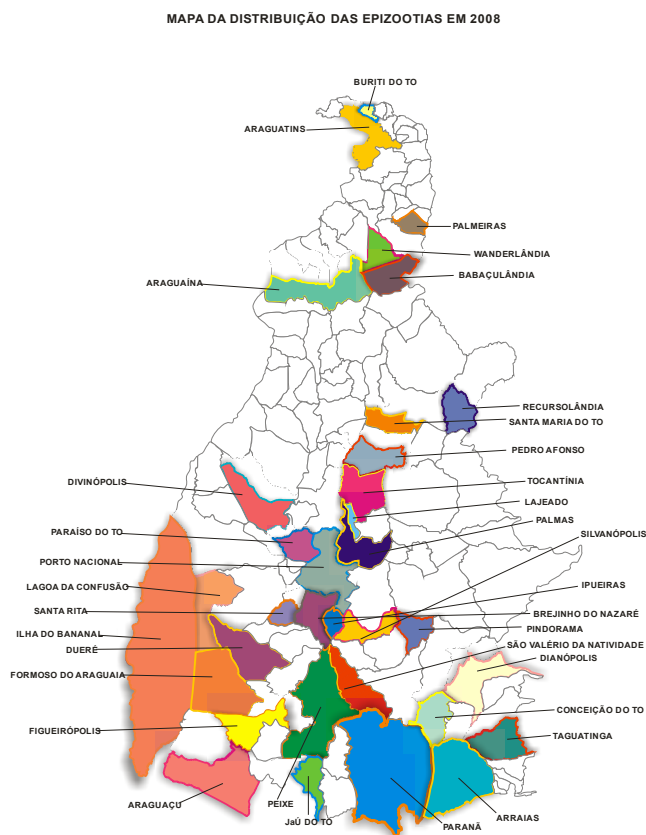 MAPA DA DISTRIBUIÇÃO DAS EPIZOOTIAS EM 2008
BURITI DO TO
ARAGUATINS
PALMEIRAS
WANDERLÂNDIA
BABAÇULÂNDIA
ARAGUAÍNA
RECURSOLÂNDIA
SANTA MARIA DO TO
PEDRO AFONSO
TOCANTÍNIA
DIVINÓPOLIS
LAJEADO
PALMAS
SILVANÓPOLIS
PARAÍSO DO TO
PORTO NACIONAL
LAGOA DA CONFUSÃO
IPUEIRAS
SANTA RITA
BREJINHO DO NAZARÉ
PINDORAMA
ILHA DO BANANAL
DUERÊ
SÃO VALÉRIO DA NATIVIDADE
DIANÓPOLIS
FORMOSO DO ARAGUAIA
CONCEIÇÃO DO TO
FIGUEIRÓPOLIS
TAGUATINGA
ARAGUAÇU
PEIXE
JaÚ DO TO
ARRAIAS
PARANÃ